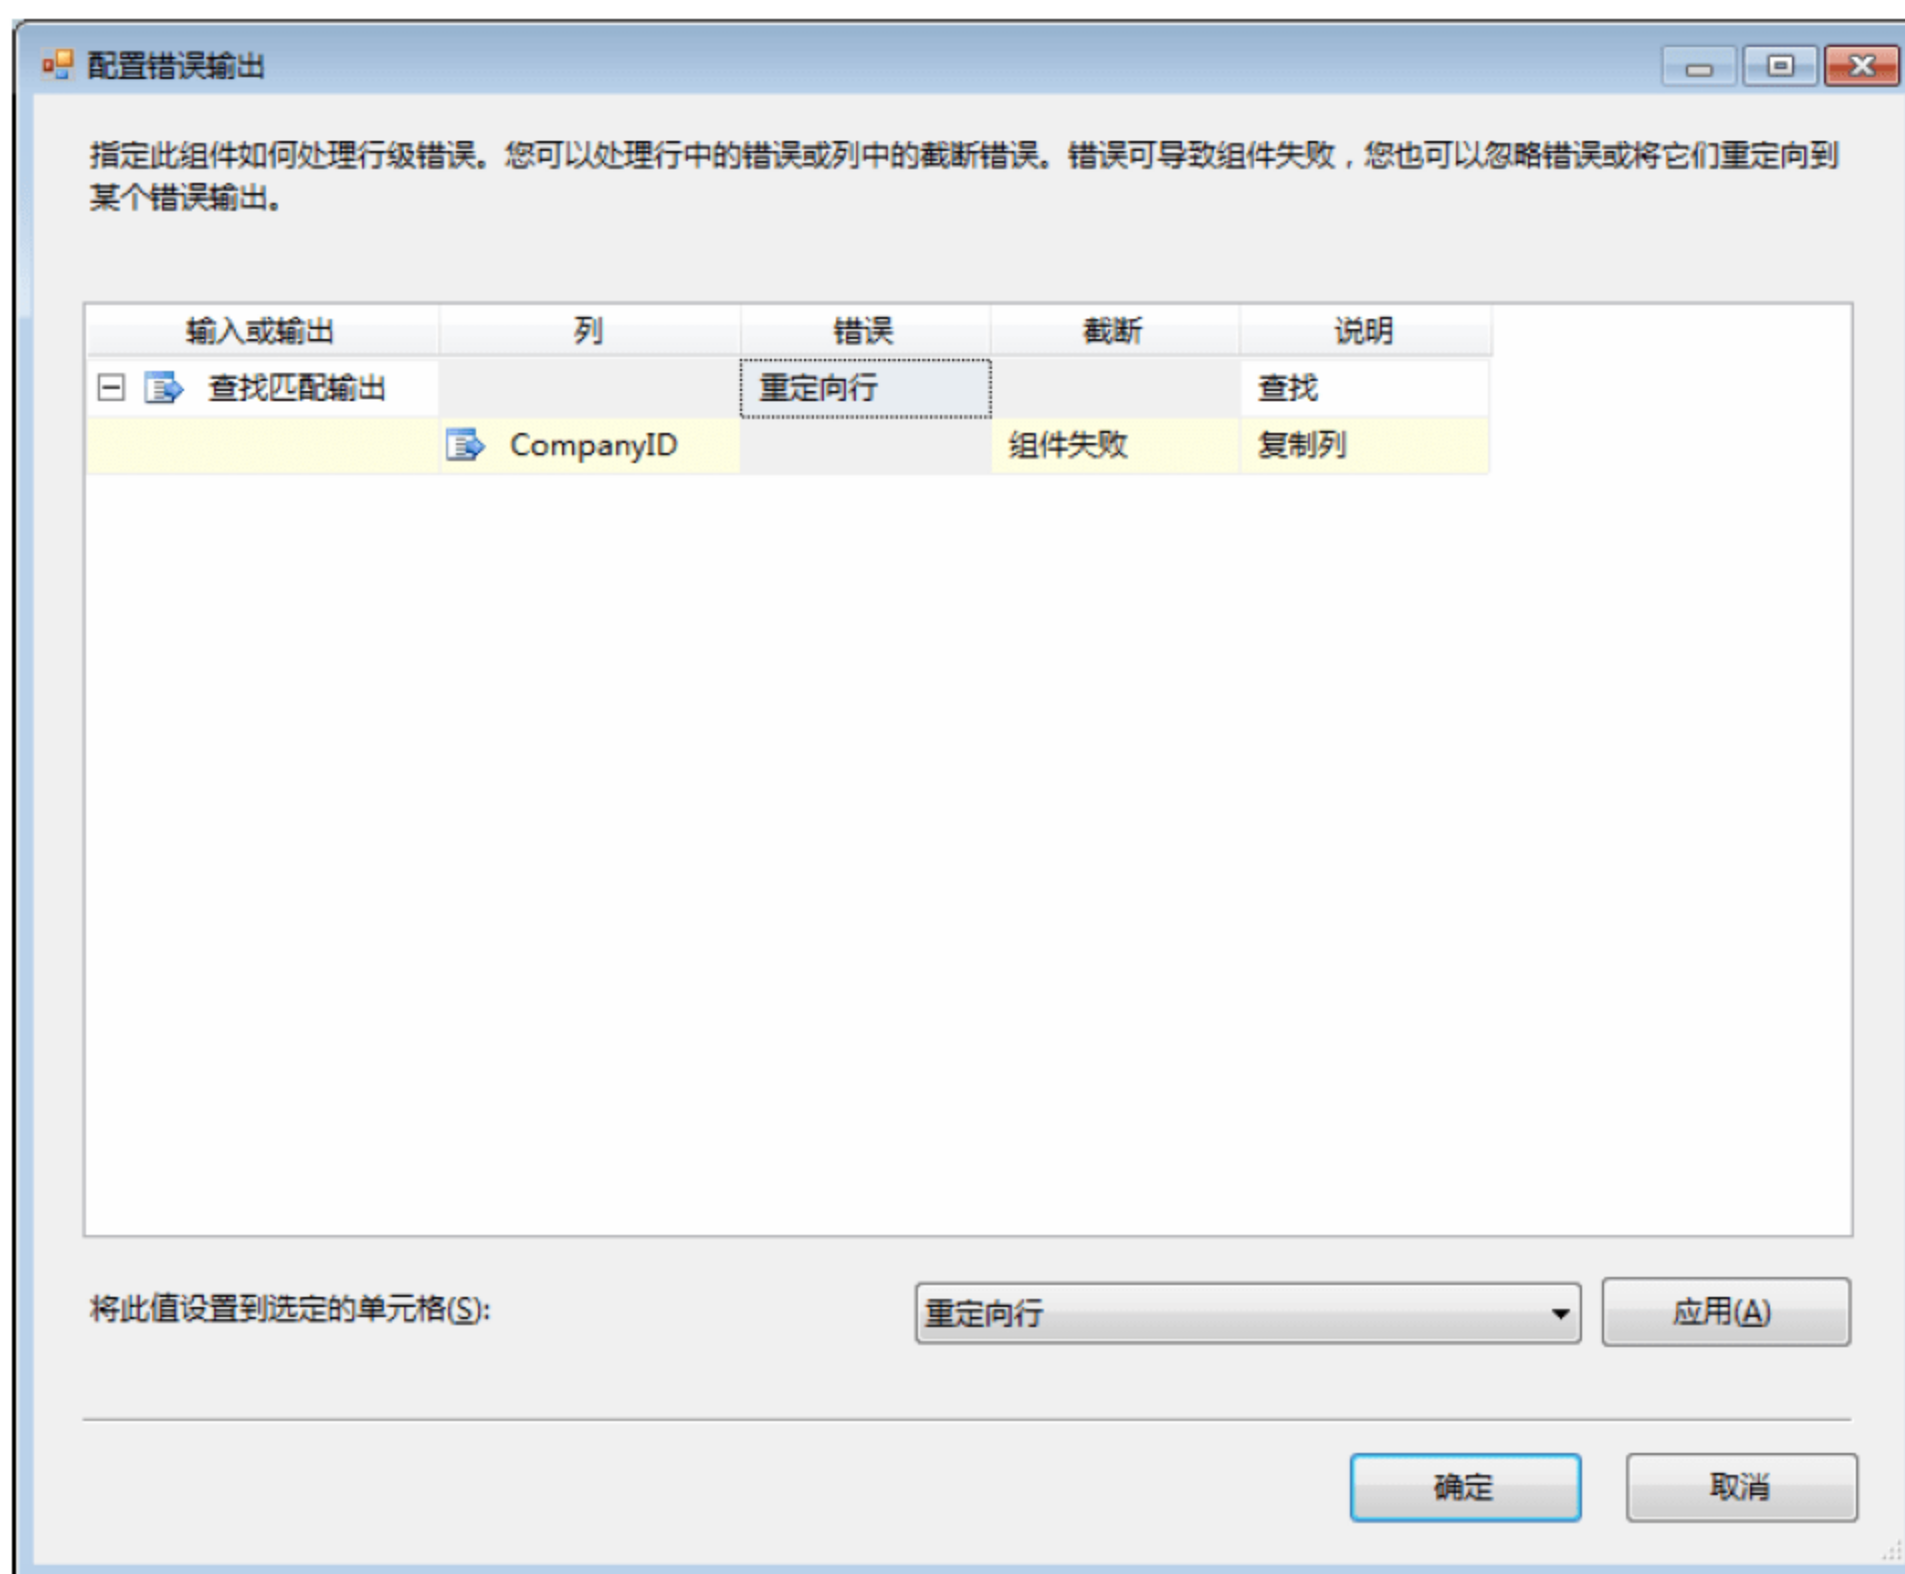 配置错误输出
指定此组件如何处理行级错误。您可以处理行中的错误或列中的截断错误。错误可导致组件失败，您也可以忽略错误或将它们重定向到
某个错误输出。
输入或输出 列 错误 截断 说明
查找匹配输出 重定向行 查找
CompanyID 组件失败 复制列
将此值设置到选定的单元格(S): 重定向行 应用(A)
确定 取消